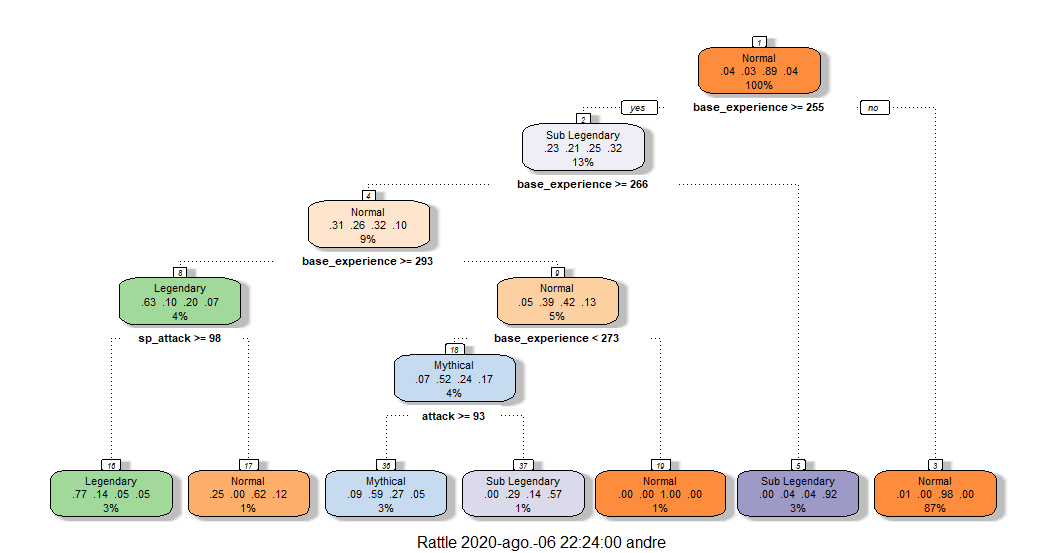 1
Normal
.04 .03 .89 .04
100%
yes
base_experience >= 255
no
2
Sub Legendary
.23 .21 .25 .32
13%
base_experience >= 266
4
Normal
.31 .26 .32 .10
9%
base_experience >= 293
8
Legendary
.63 .10 .20 .07
4%
9
Normal
.05 .39 .42 .13
5%
sp_attack >= 98
base_experience < 273
18
Mythical
.07 .52 .24 .17
4%
attack >= 93
16
Legendary
.77 .14 .05 .05
3%
17
Normal
.25 .00 .62 .12
1%
36
Mythical
.09 .59 .27 .05
3%
37
Sub Legendary
.00 .29 .14 .57
1%
19
Normal
.00 .00 1.00 .00
1%
5
Sub Legendary
.00 .04 .04 .92
3%
3
Normal
.01 .00 .98 .00
87%
Rattle 2020-ago.-06 22:24:00 andre